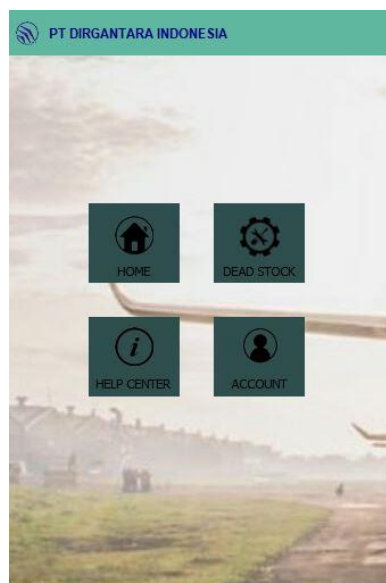 PT DIRGANTARA INDONESIA
HOME
DEAD STOCK
HELP CENTER
ACCOUNT